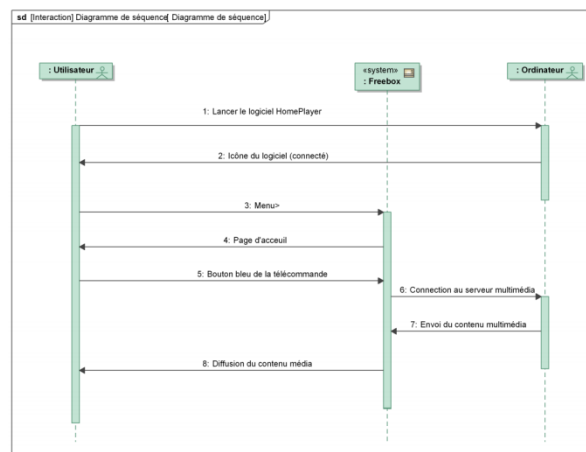 sd [Interaction] Diagramme de séquence[ Diagramme de séquence]
: Utilisateur
«system»
: Freebox
: Ordinateur
1: Lancer le logiciel HomePlayer
2: Icône du logiciel (connecté)
3: Menu>
4: Page d'acceuil
5: Bouton bleu de la télécommande
6: Connection au serveur multimédia
7: Envoi du contenu multimédia
8: Diffusion du contenu média